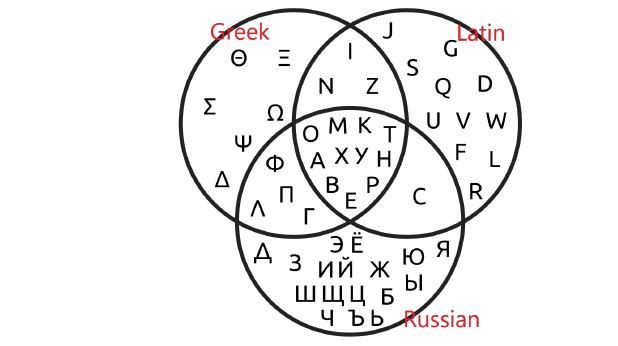 Greek
Latin
J
Θ Ξ
I
G
S
N Z
Q D
Σ
Ω
U V W
O M K T
Ψ
Φ
A X У H
F L
Δ
Π
B P
R
Λ
Г
E
C
Э Ё
Д
З
Ю Я
И Й Ж
Ы
Ш Щ Ц Б
Ч Ъ Ь
Russian